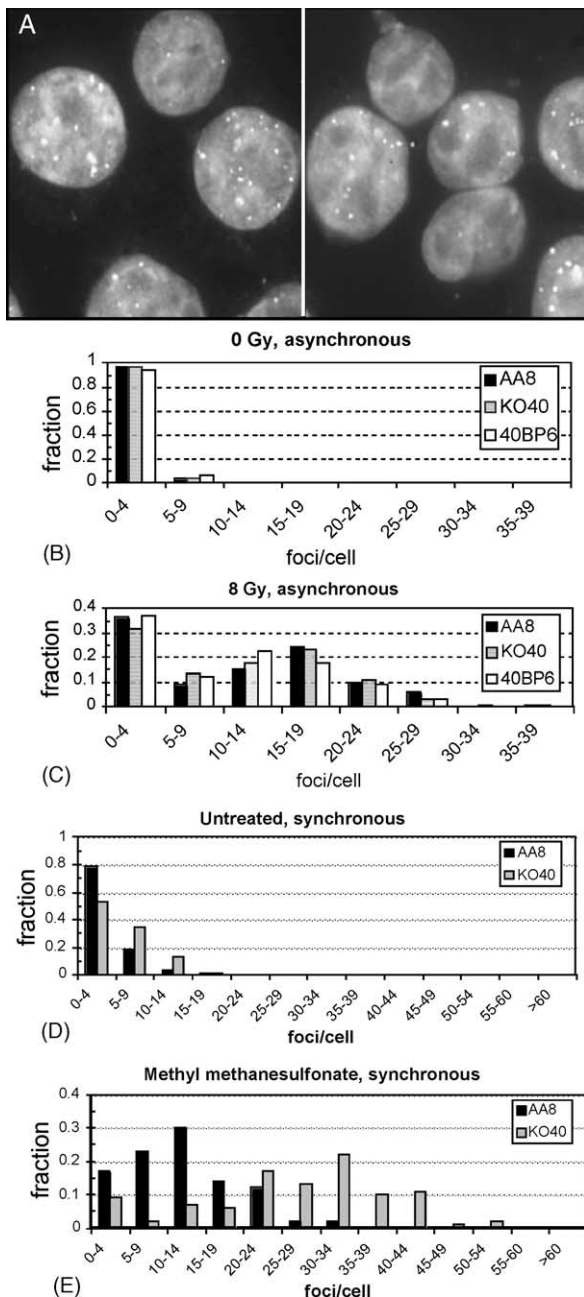 A
0 Gy, asynchronous
fraction
1
0.8
0.6
0.4
0.2
0
AA8
KO40
40BP6
0-4
5-9
10-14
15-19
20-24
25-29
30-34
35-39
(B)
foci/cell
8 Gy, asynchronous
fraction
0.4
0.3
0.2
0.1
0
AA8
KO40
40BP6
0-4
5-9
10-14
15-19
20-24
25-29
30-34
35-39
(C)
foci/cell
Untreated, synchronous
fraction
1
0.8
0.6
0.4
0.2
0
AA8
KO40
0-4
5-9
10-14
15-19
20-24
25-29
30-34
35-39
40-44
45-49
50-54
55-60
>60
(D)
foci/cell
Methyl methanesulfonate, synchronous
fraction
0.4
0.3
0.2
0.1
0
AA8
KO40
0-4
5-9
10-14
15-19
20-24
25-29
30-34
35-39
40-44
45-49
50-54
55-60
>60
(E)
foci/cell